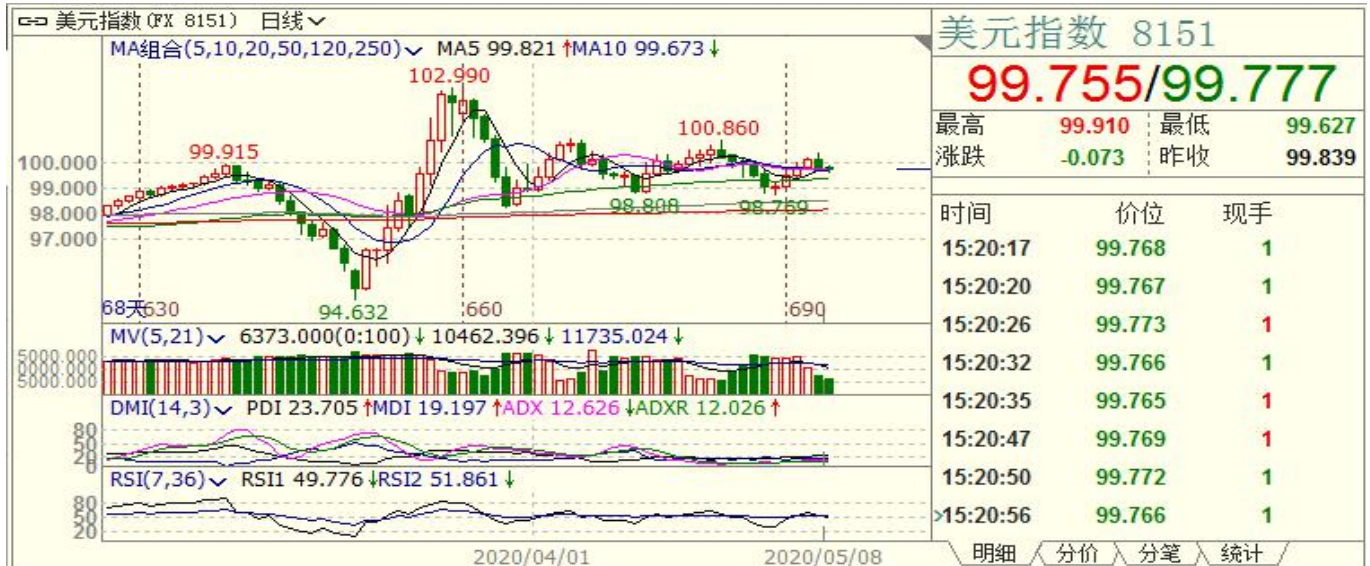 美元指数(FX 8151) 日线
MA组合(5,10,20,50,120,250) MA5 99.821 ↑MA10 99.673↓
102.990
99.915
100.860
100.000
99.000
98.000
97.000
98.808
98.769
94.632
68天
630
660
690
MV(5,21) 6373.000(0:100)↓ 10462.396↓ 11735.024↓
5000.000
5000.000
DMI(14,3) PDI 23.705 ↑MDI 19.197 ↑ADX 12.626 ↓ADXR 12.026↑
80
50
20
RSI(7,36) RSI1 49.776 ↓RSI2 51.861↓
80
50
20
2020/04/01
2020/05/08
美元指数 8151
99.755/99.777
最高 99.910 最低 99.627
涨跌 -0.073 昨收 99.839
时间 价位 现手
15:20:17 99.768 1
15:20:20 99.767 1
15:20:26 99.773 1
15:20:32 99.766 1
15:20:35 99.765 1
15:20:47 99.769 1
15:20:50 99.772 1
>15:20:56 99.766 1
明细 分价 分笔 统计